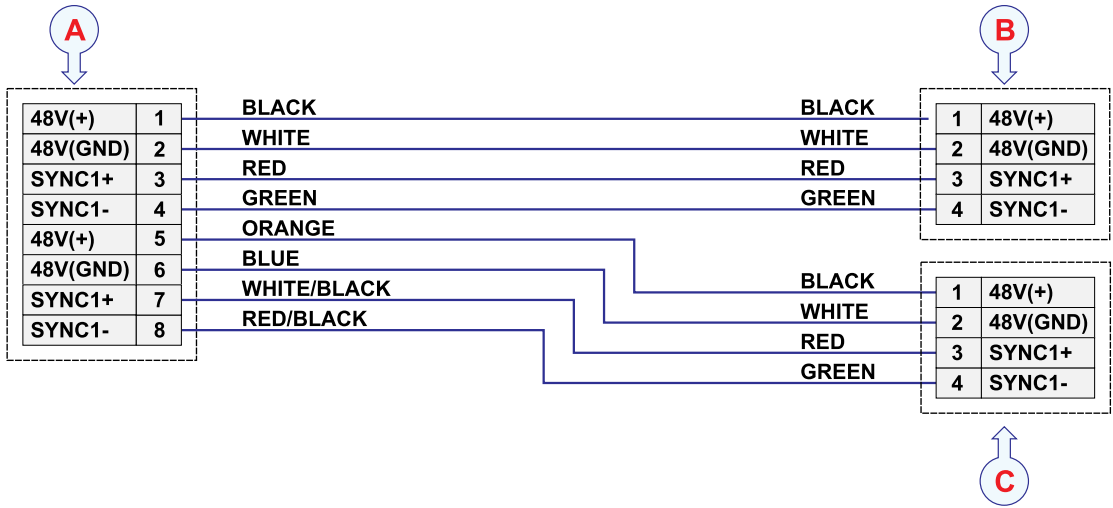 A
B
BLACK
BLACK
48V(+) 1
1 48V(+)
WHITE
WHITE
48V(GND) 2
2 48V(GND)
RED
RED
SYNC1+ 3
3 SYNC1+
GREEN
GREEN
SYNC1- 4
4 SYNC1-
ORANGE
48V(+) 5
BLUE
48V(GND) 6
WHITE/BLACK
BLACK
SYNC1+ 7
1 48V(+)
RED/BLACK
WHITE
SYNC1- 8
2 48V(GND)
RED
3 SYNC1+
GREEN
4 SYNC1-
C